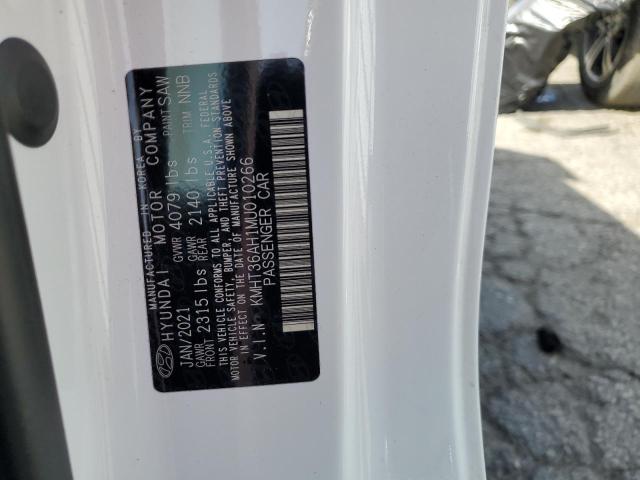 MANUFACTURED IN KOREA BY
HYUNDAI MOTOR COMPANY
JAN/2021 GVWR 4079 lbs PAINT SAW
GAWR FRONT 2315 lbs GAWR REAR 2140 lbs TRIM NNB
THIS VEHICLE CONFORMS TO ALL APPLICABLE U.S.A. FEDERAL
MOTOR VEHICLE SAFETY, BUMPER, AND THEFT PREVENTION STANDARDS
IN EFFECT ON THE DATE OF MANUFACTURE SHOWN ABOVE
V.I.N KMHT36AH1MU010266
PASSENGER CAR